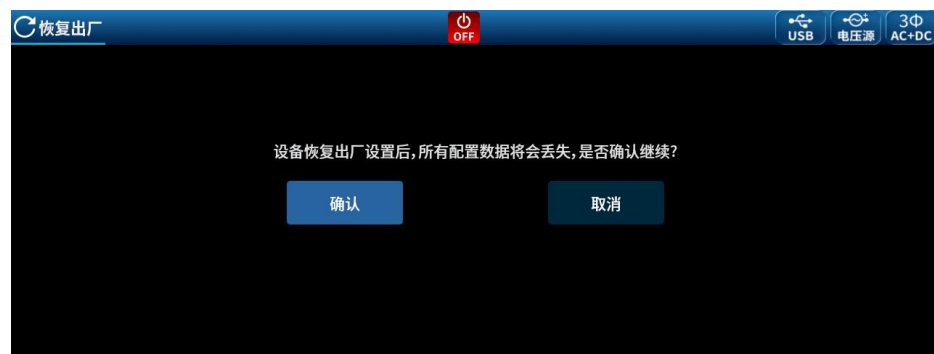 恢复出厂
OFF
USB
电压源
3Φ
AC+DC
设备恢复出厂设置后,所有配置数据将会丢失,是否确认继续?
确认
取消